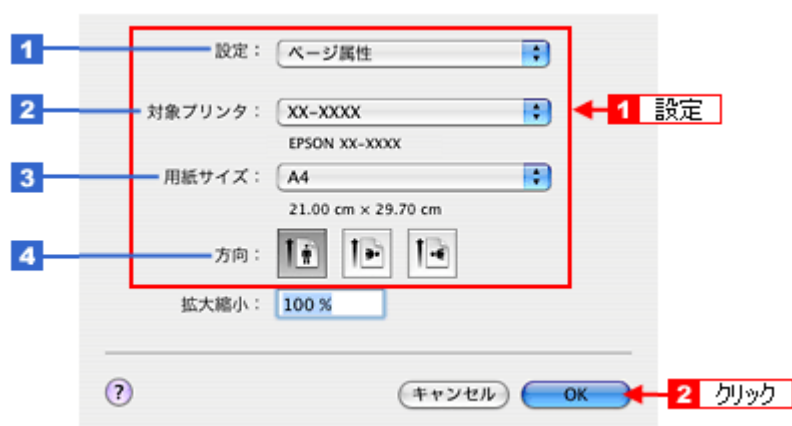 1 設定： ページ属性
2 対象プリンタ： XX-XXXX 1 設定
EPSON XX-XXXX
3 用紙サイズ： A4
21.00 cm × 29.70 cm
4 方向：
拡大縮小： 100 %
? キャンセル OK 2 クリック